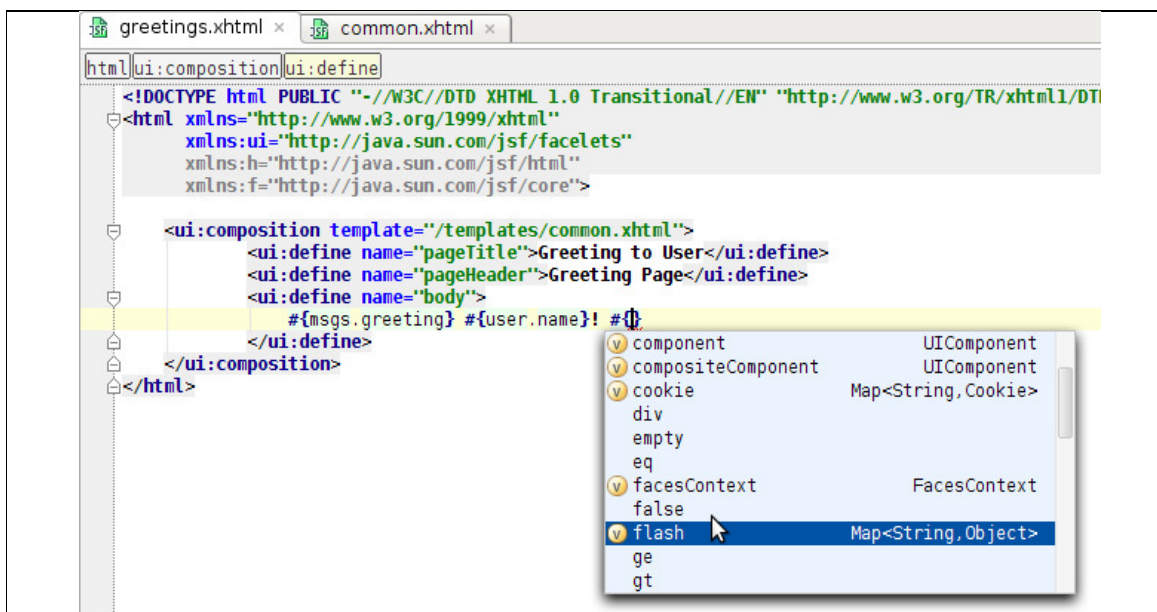 greetings.xhtml × common.xhtml ×
html ui:composition ui:define
<!DOCTYPE html PUBLIC "-//W3C//DTD XHTML 1.0 Transitional//EN" "http://www.w3.org/TR/xhtml1/DT
<html xmlns="http://www.w3.org/1999/xhtml"
xmlns:ui="http://java.sun.com/jsf/facelets"
xmlns:h="http://java.sun.com/jsf/html"
xmlns:f="http://java.sun.com/jsf/core">
<ui:composition template="/templates/common.xhtml">
<ui:define name="pageTitle">Greeting to User</ui:define>
<ui:define name="pageHeader">Greeting Page</ui:define>
<ui:define name="body">
#{msgs.greeting} #{user.name}! #{}
</ui:define>
</ui:composition>
</html>
component UIComponent
compositeComponent UIComponent
cookie Map<String,Cookie>
div
empty
eq
facesContext FacesContext
false
flash Map<String,Object>
ge
gt